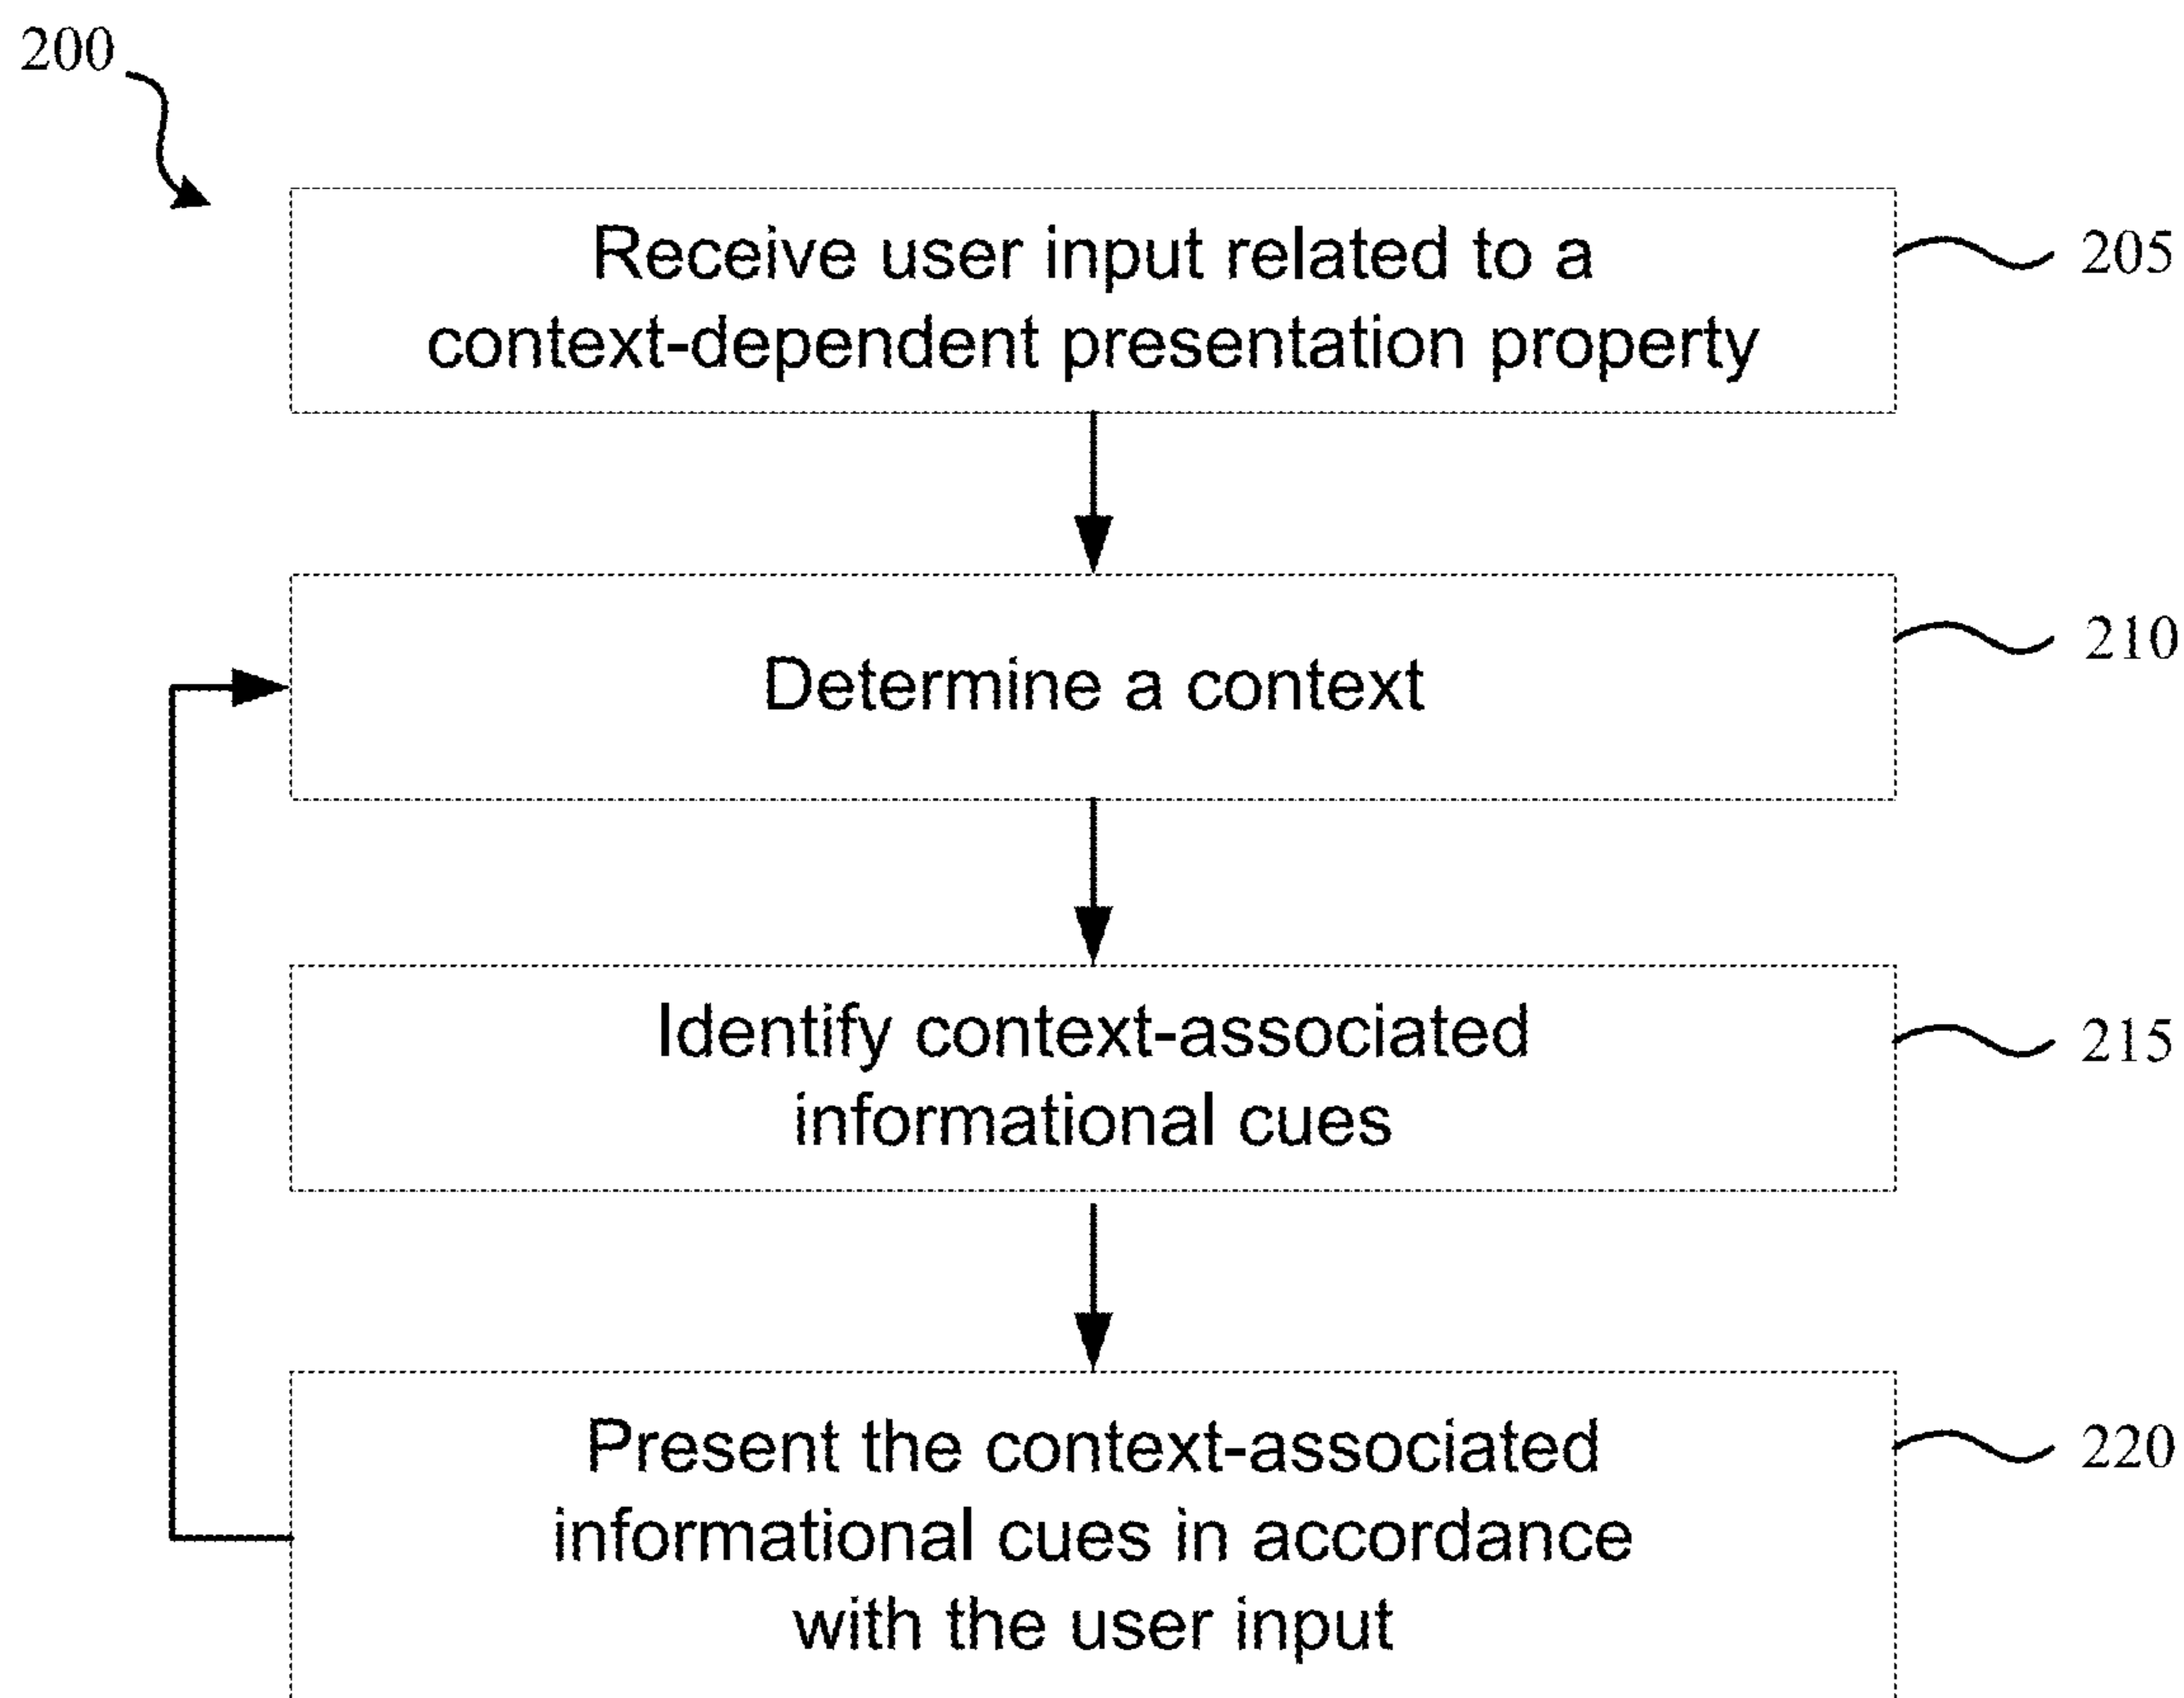 200
Receive user input related to a
context-dependent presentation property
205
Determine a context
210
Identify context-associated
informational cues
215
Present the context-associated
informational cues in accordance
with the user input
220